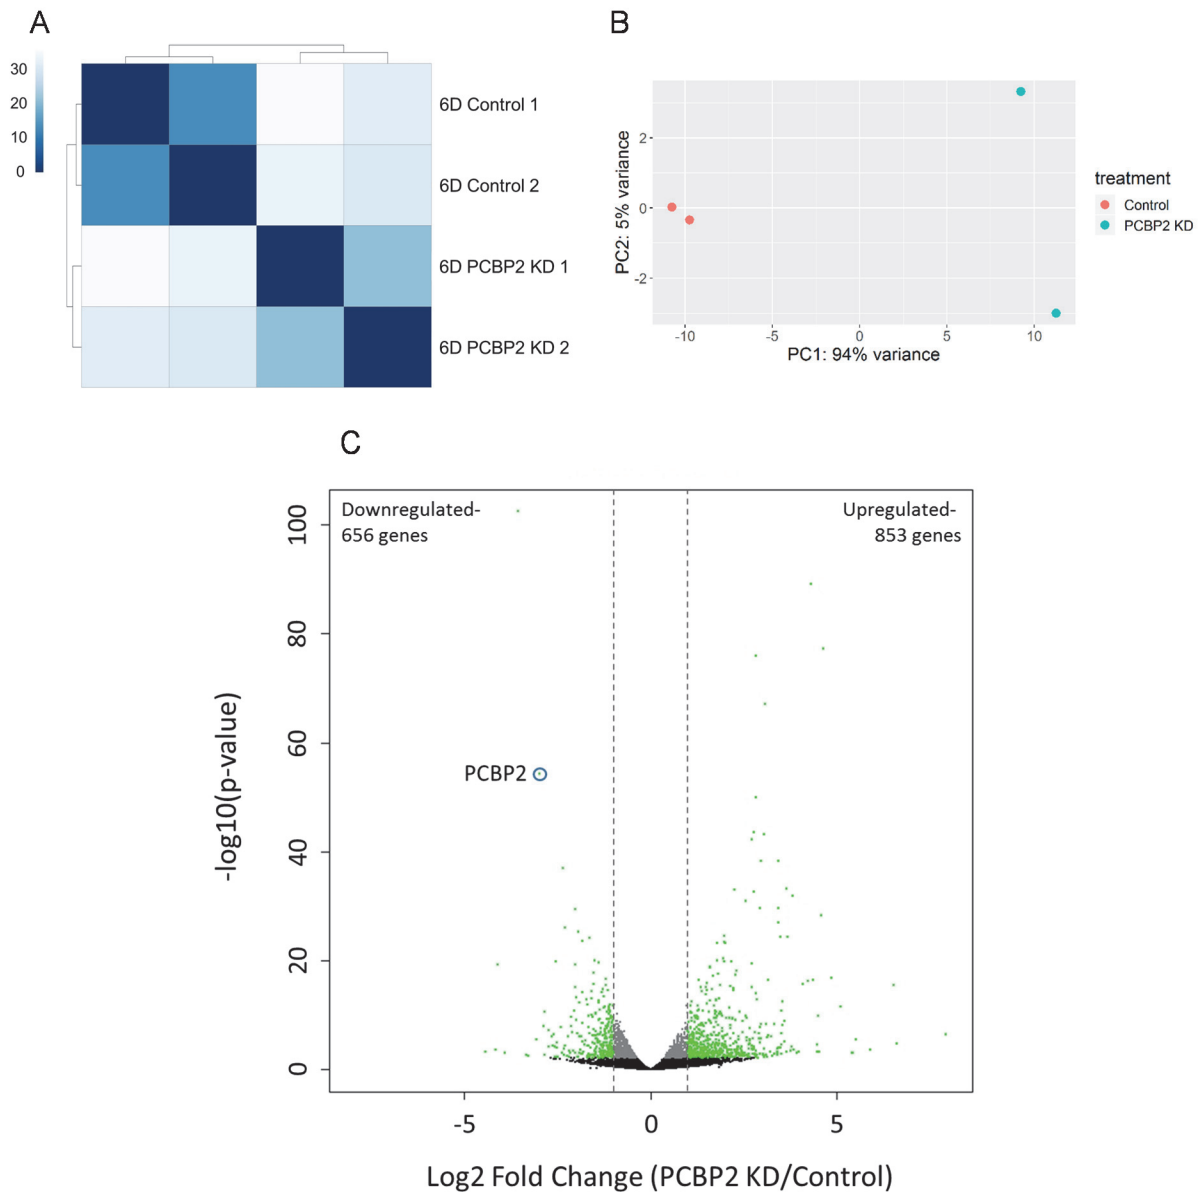 A
30
20
10
0
6D Control 1
6D Control 2
6D PCBP2 KD 1
6D PCBP2 KD 2
B
PC2: 5% variance
2
0
-2
-10
-5
0
5
10
PC1: 94% variance
treatment
Control
PCBP2 KD
C
Downregulated-
656 genes
Upregulated-
853 genes
PCBP2
-log10(p-value)
100
80
60
40
20
0
-5
0
5
Log2 Fold Change (PCBP2 KD/Control)